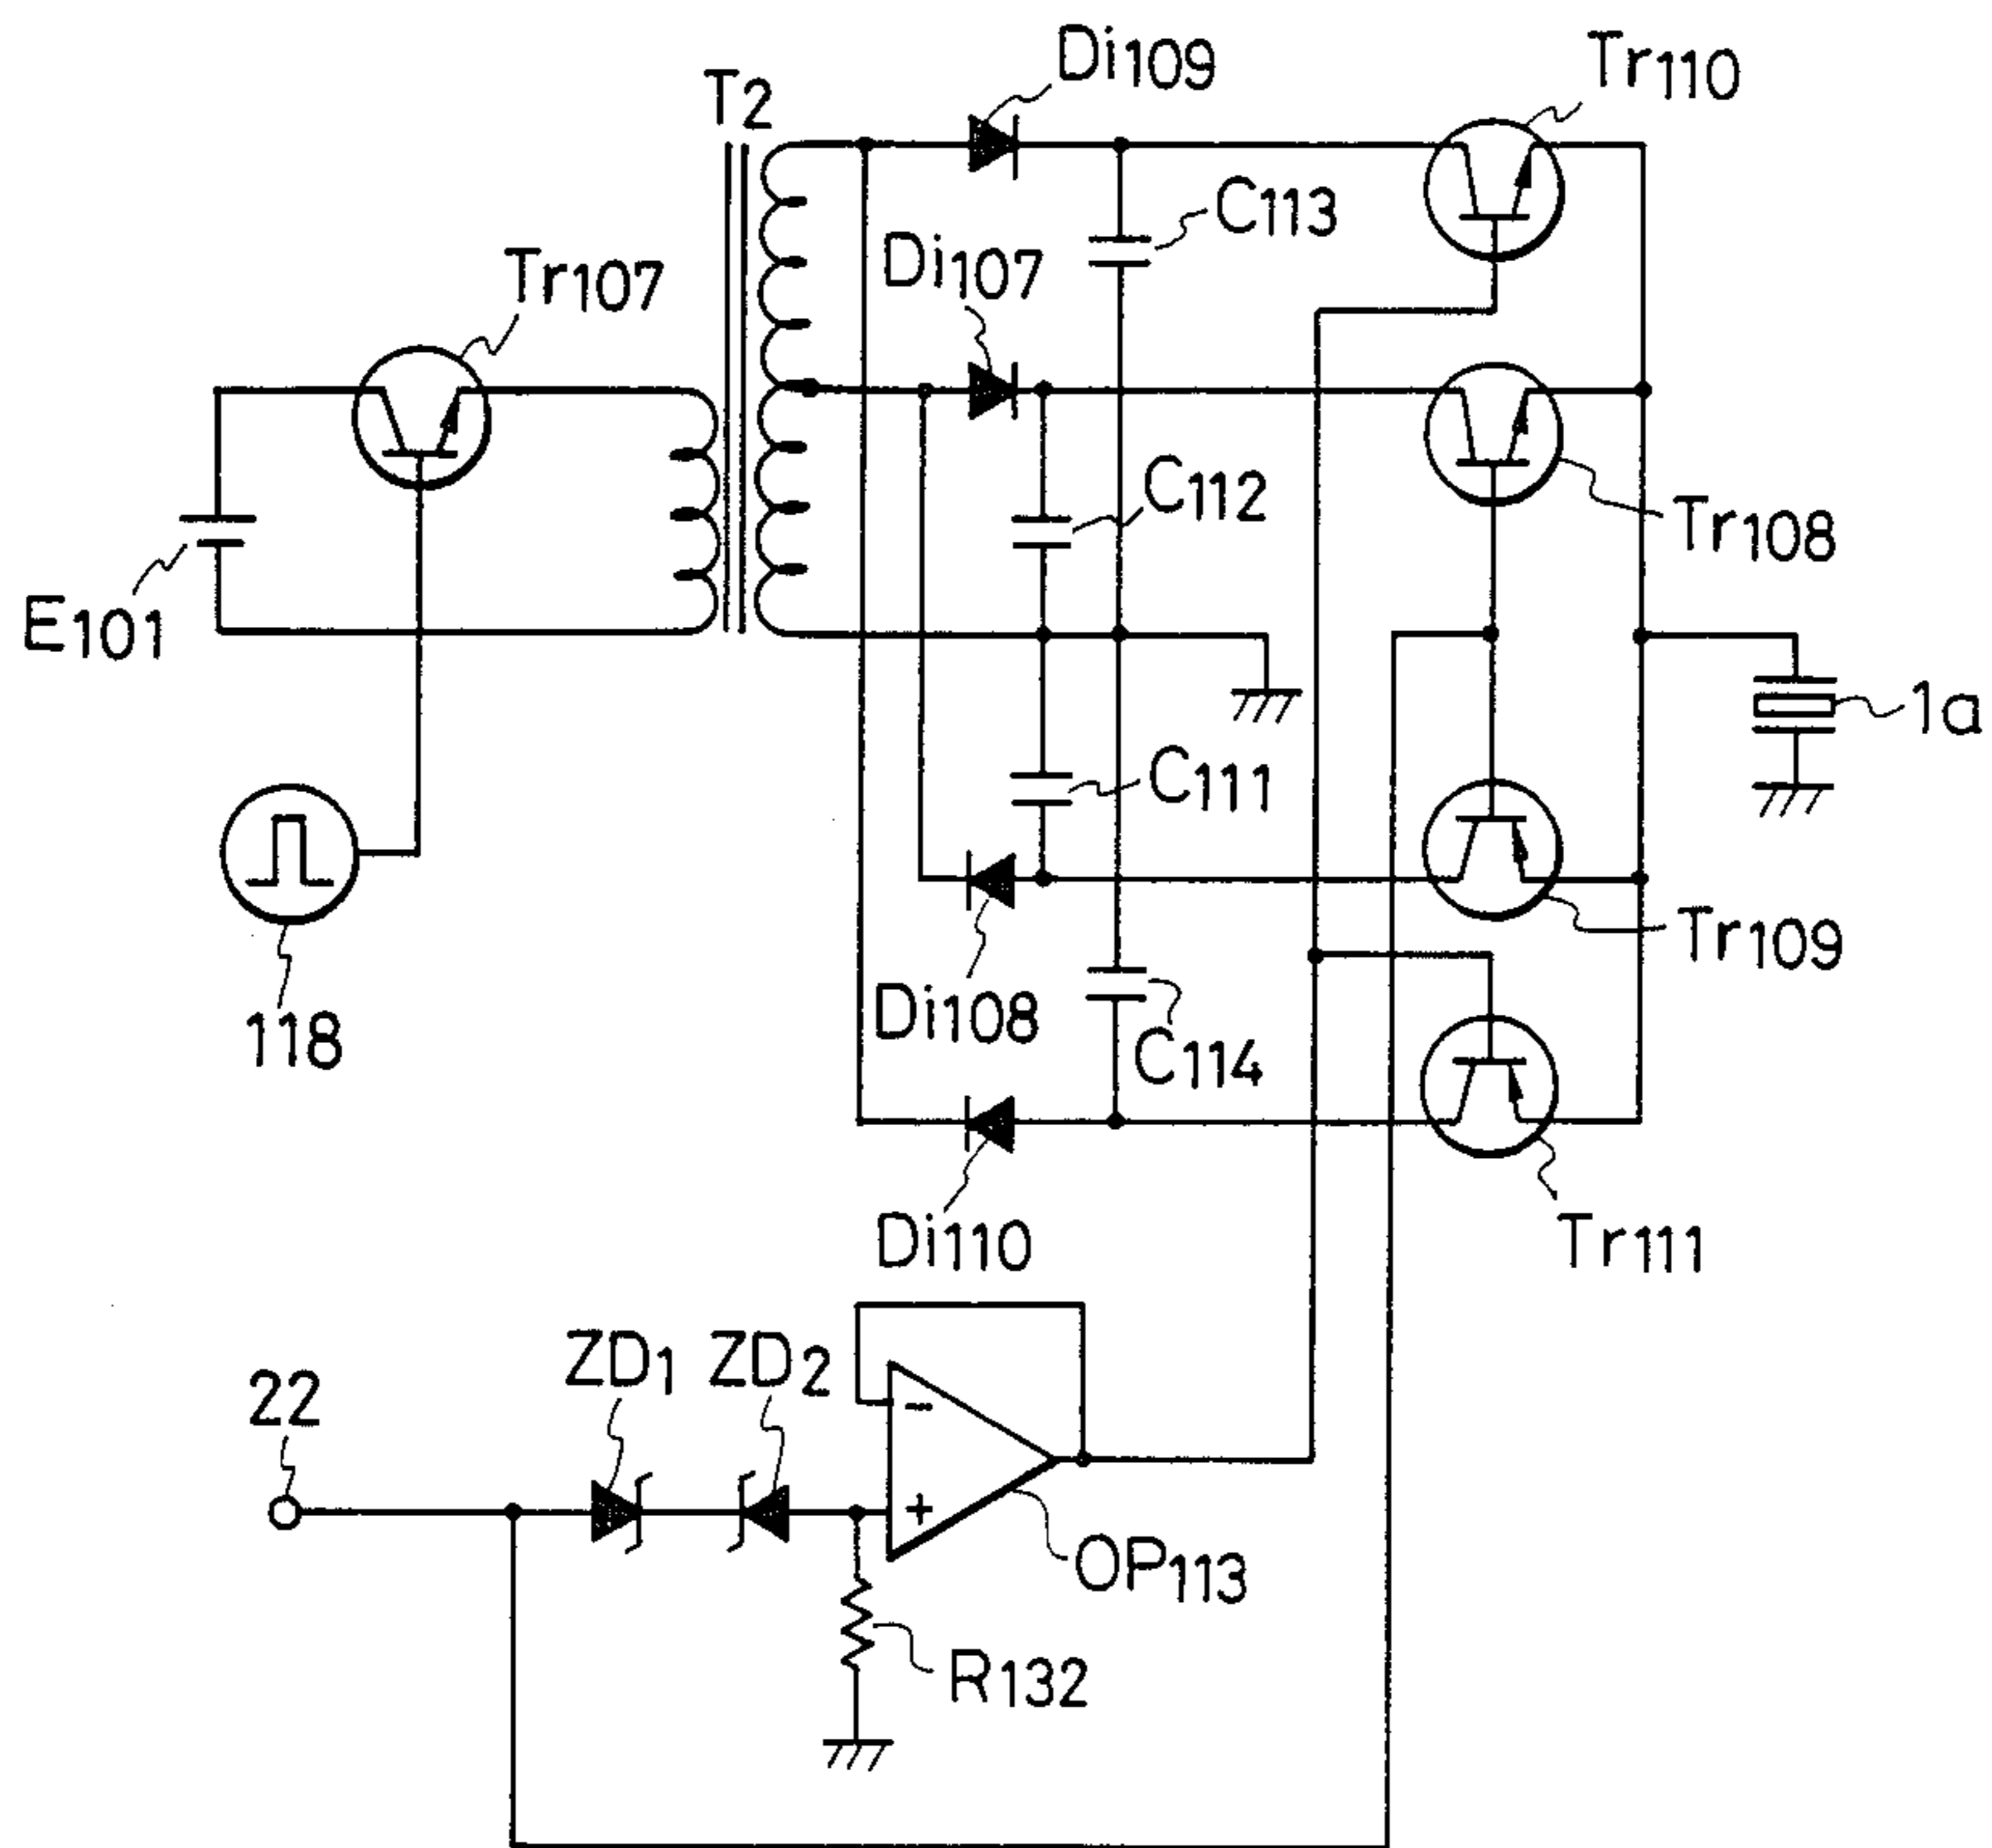 Di109
Tr110
T2
C113
Tr107
Di107
C112
Tr108
E101
1a
C111
Tr109
Di108
C114
118
Di110
Tr111
ZD1 ZD2
22
-
+
OP113
R132